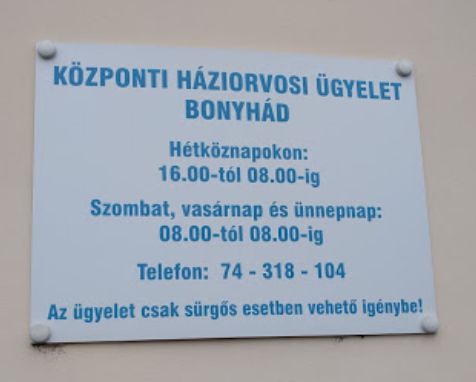 KÖZPONTI HÁZIORVOSI ÜGYELET
BONYHÁD
Hétköznapokon:
16.00-tól 08.00-ig
Szombat, vasárnap és ünnepnap:
08.00-tól 08.00-ig
Telefon: 74 - 318 - 104
Az ügyelet csak sürgős esetben vehető igénybe!